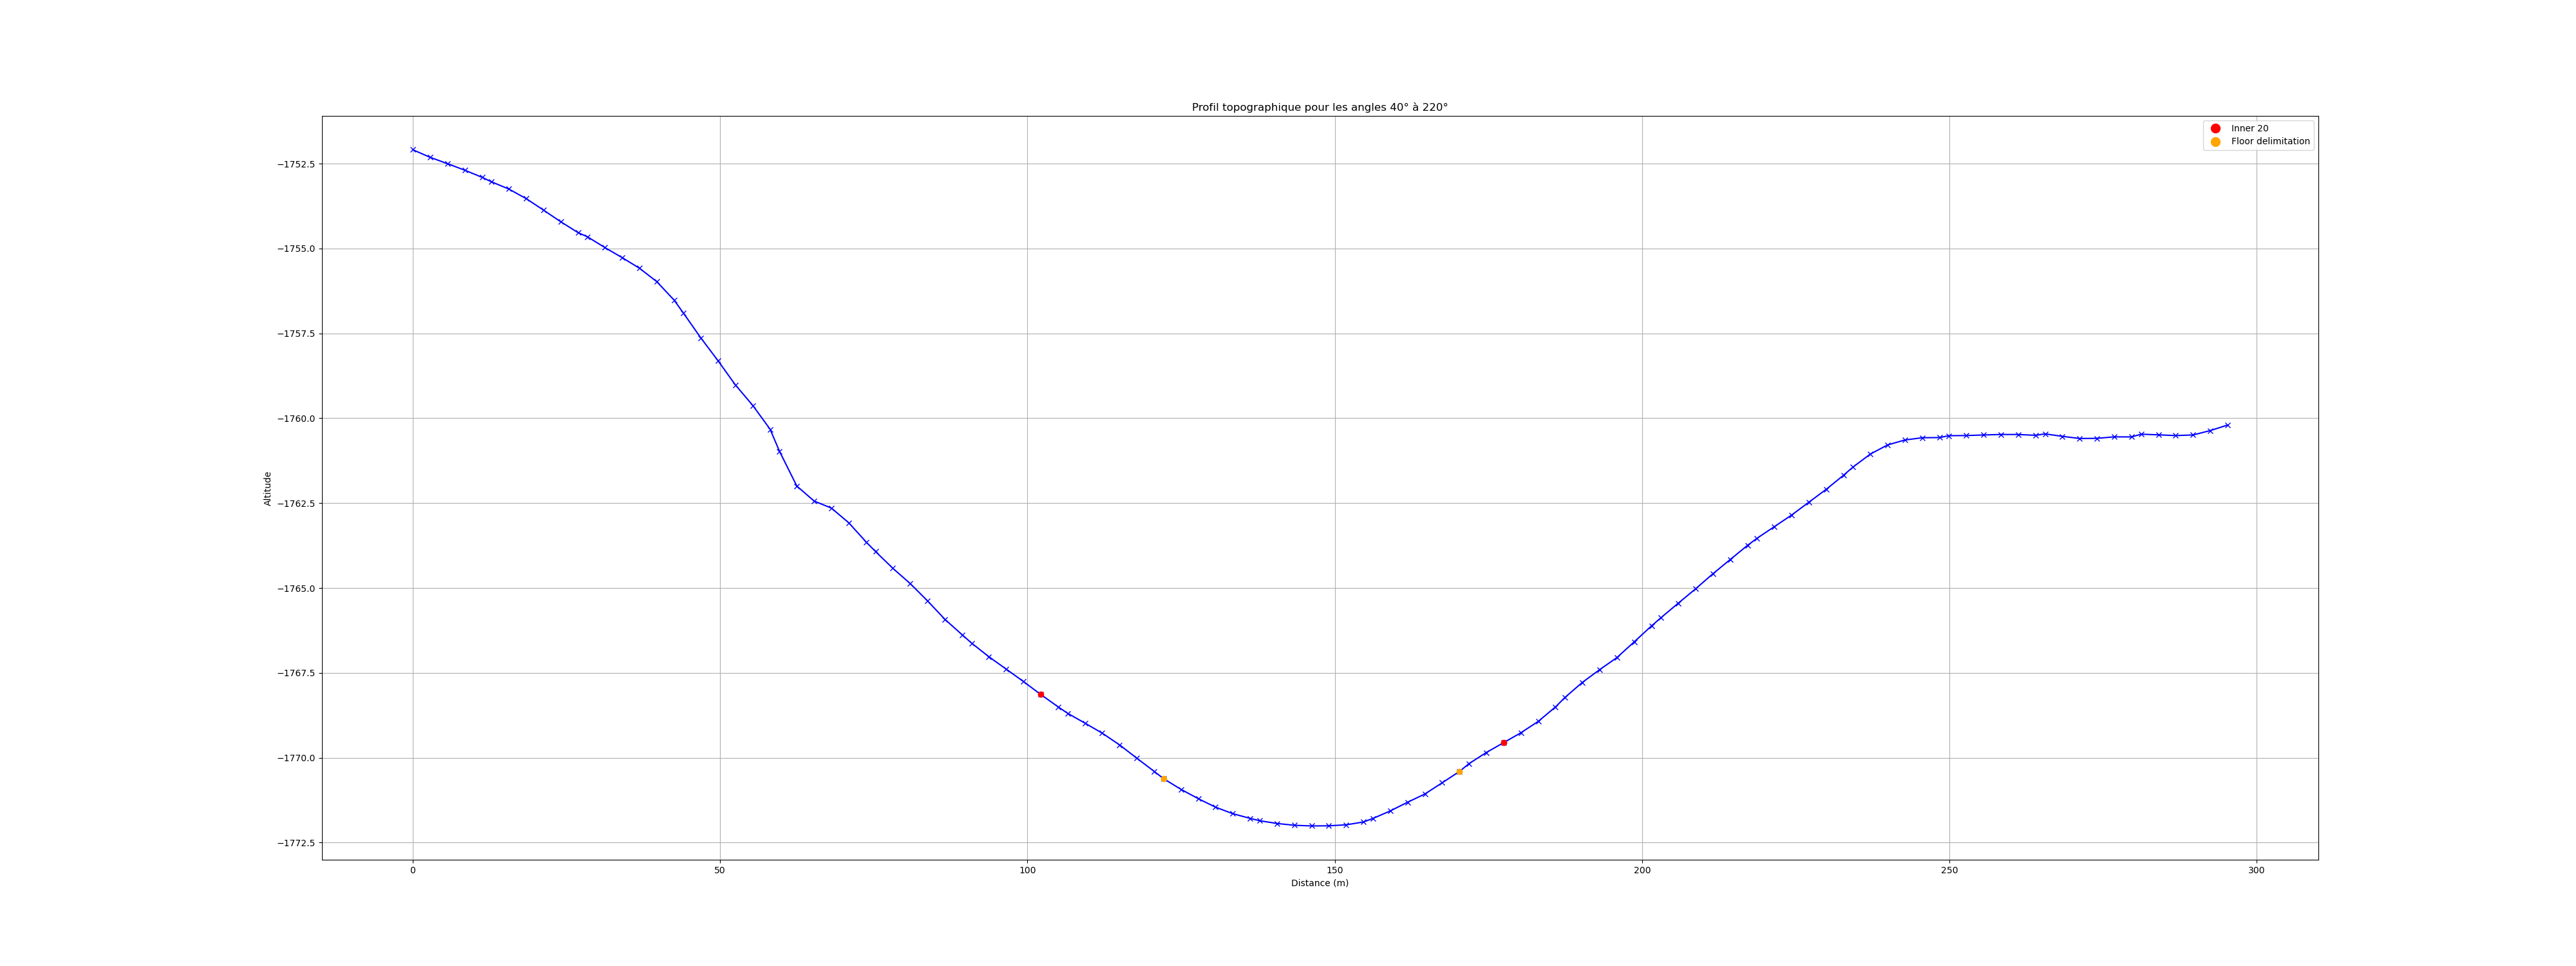 Profil topographique pour les angles 40° à 220°
Inner 20
Floor delimitation
−1752.5
−1755.0
−1757.5
−1760.0
−1762.5
−1765.0
−1767.5
−1770.0
−1772.5
Altitude
0 50 100 150 200 250 300
Distance (m)